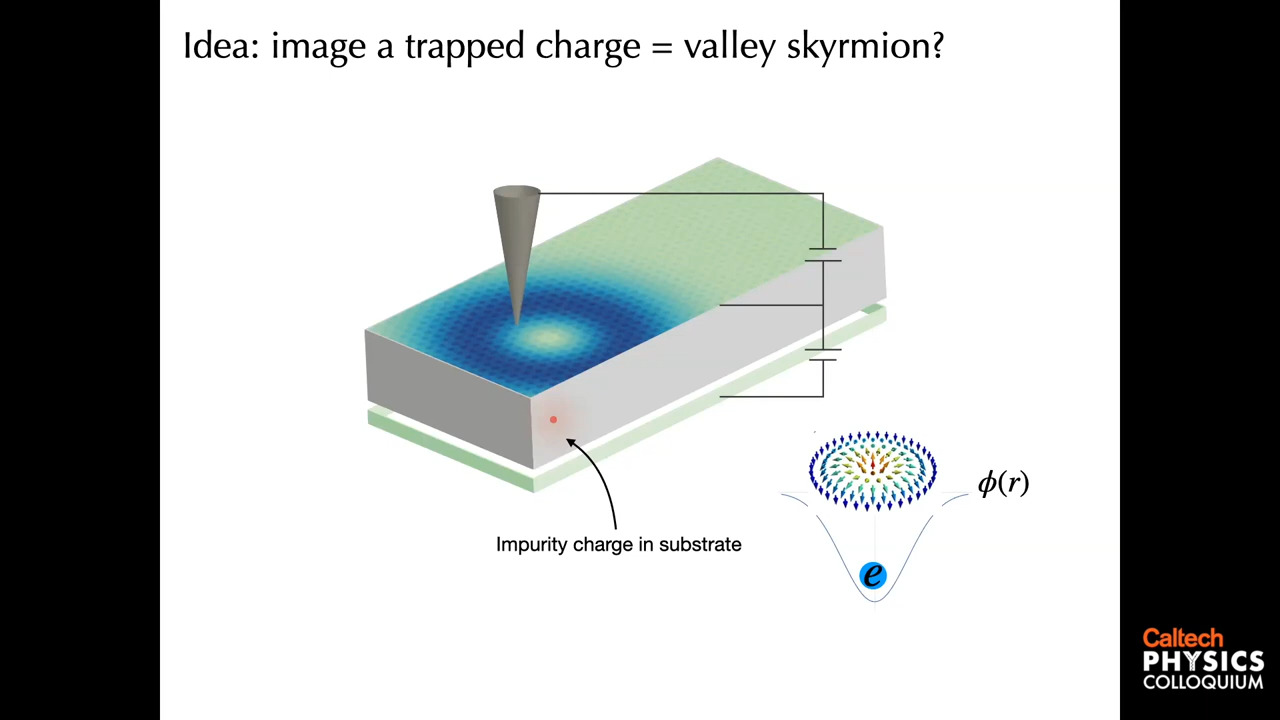 Idea: image a trapped charge = valley skyrmion?
ϕ(r)
Impurity charge in substrate
e
Caltech
PHYSICS
COLLOQUIUM